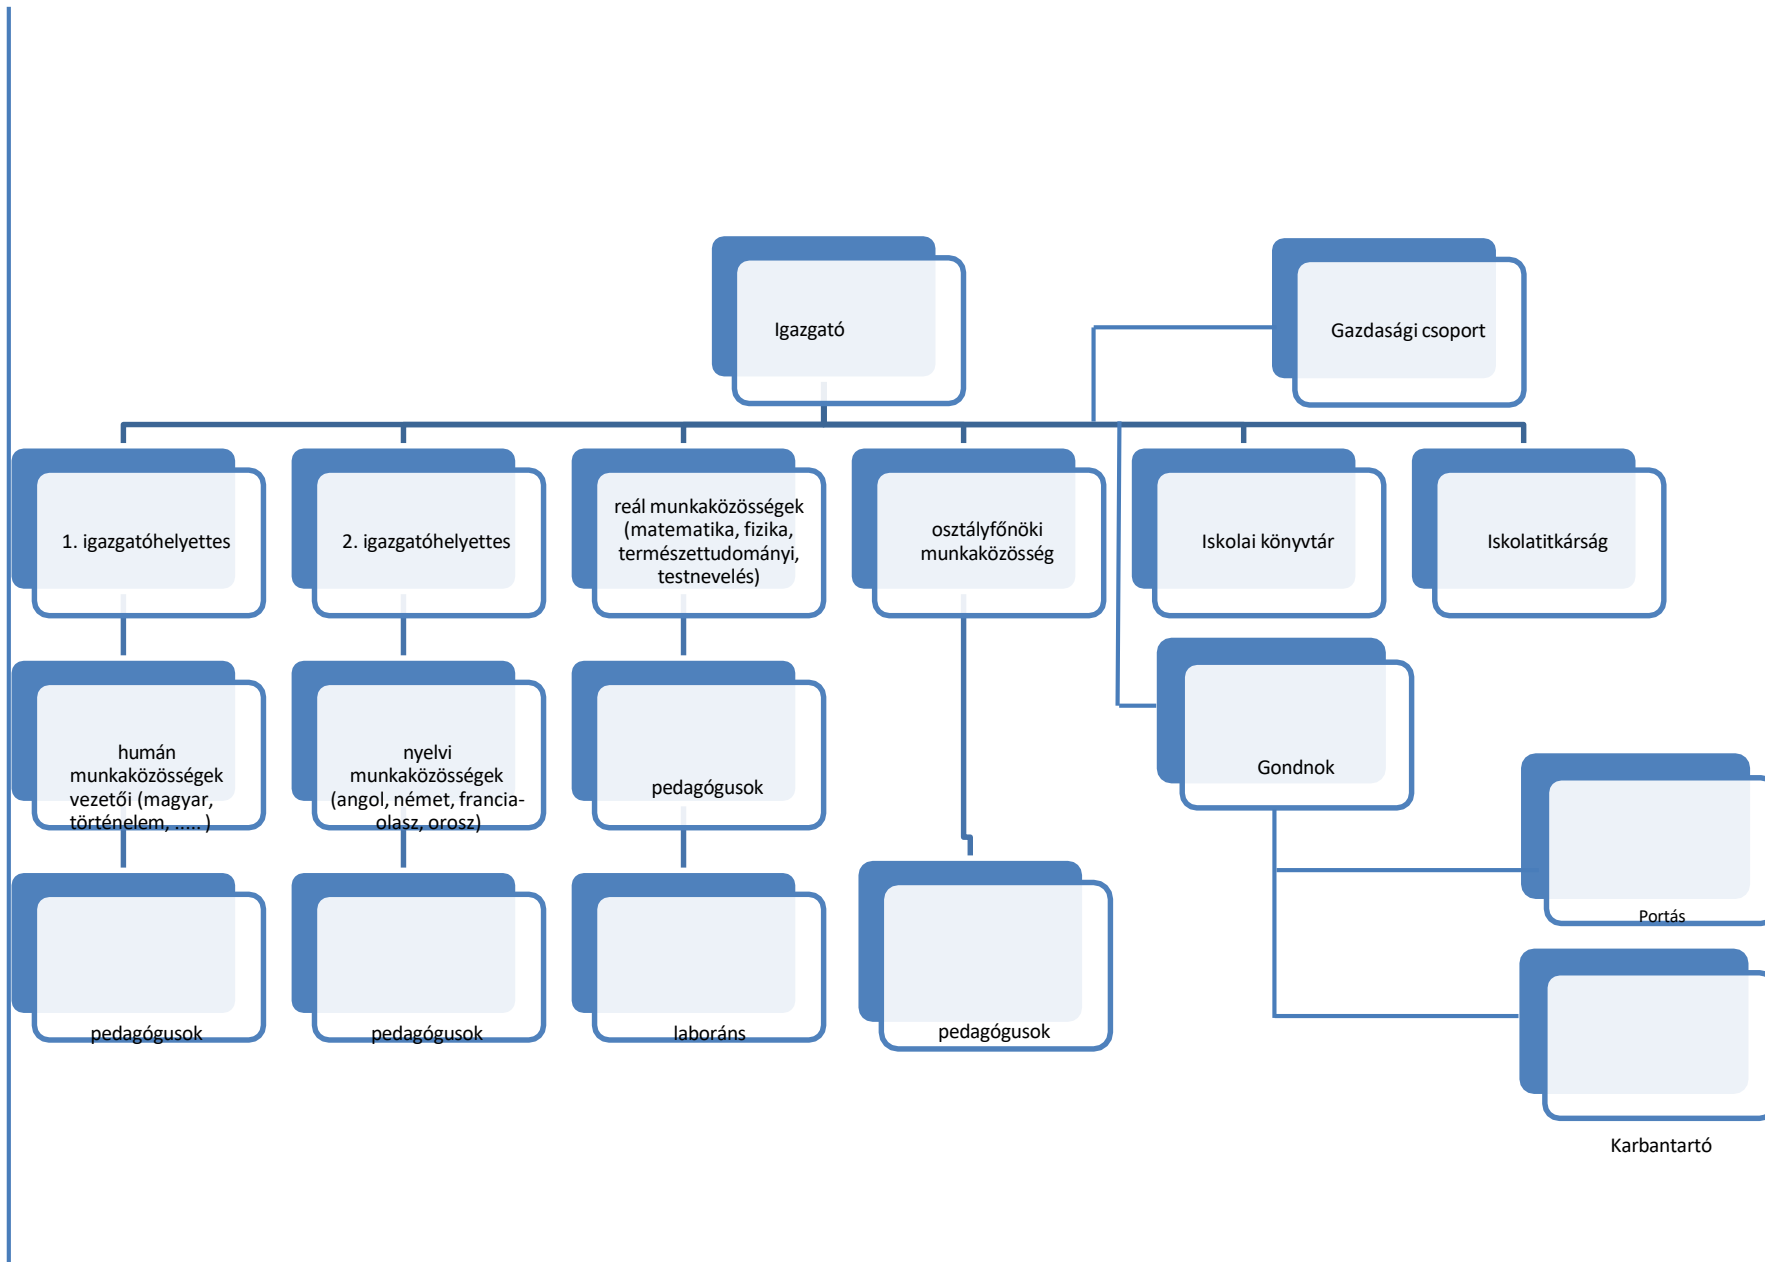 Igazgató
Gazdasági csoport
1. igazgatóhelyettes
2. igazgatóhelyettes
reál munkaközösségek
(matematika, fizika,
természettudományi,
testnevelés)
osztályfőnöki
munkaközösség
Iskolai könyvtár
Iskolatitkárság
humán
munkaközösségek
vezetői (magyar,
történelem, ..... )
nyelvi
munkaközösségek
(angol, német, francia-
olasz, orosz)
pedagógusok
Gondnok
Portás
pedagógusok
pedagógusok
laboráns
pedagógusok
Karbantartó